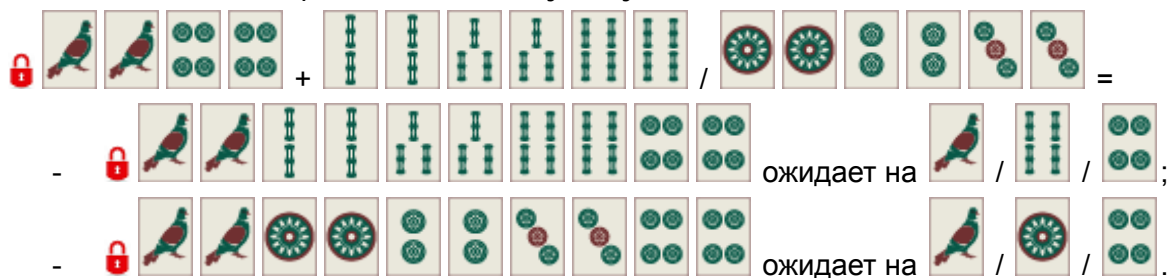 + / =
- ожидает на / / ;
- ожидает на / /